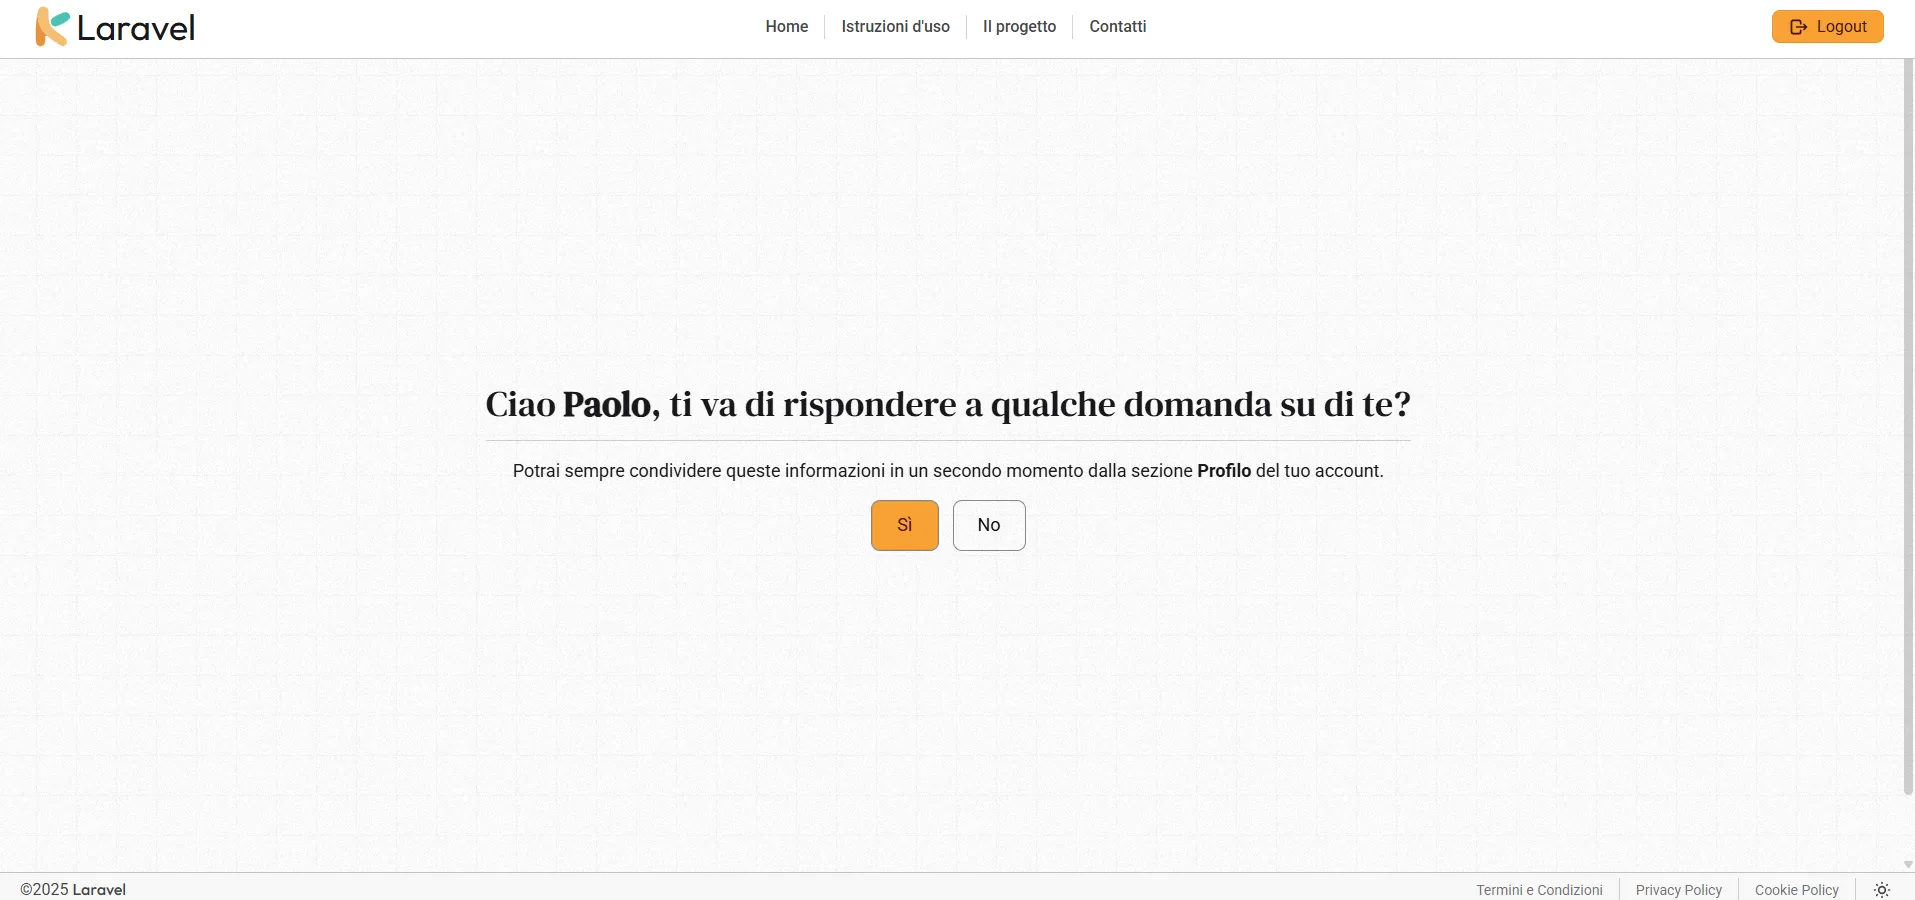 Laravel
Home
Istruzioni d'uso
Il progetto
Contatti
Logout
Ciao Paolo, ti va di rispondere a qualche domanda su di te?
Potrai sempre condividere queste informazioni in un secondo momento dalla sezione Profilo del tuo account.
Sì
No
©2025 Laravel
Termini e Condizioni
Privacy Policy
Cookie Policy